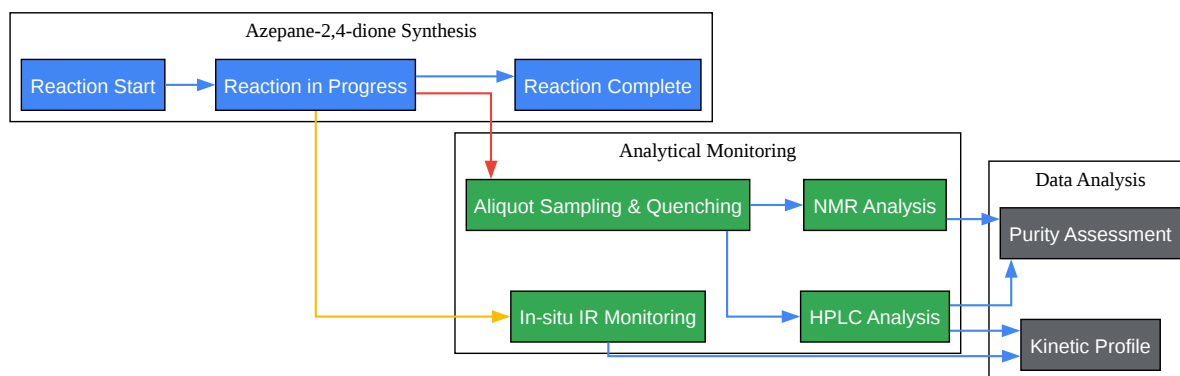 Azepane-2,4-dione Synthesis
Reaction Start
Reaction in Progress
Reaction Complete
Analytical Monitoring
Aliquot Sampling & Quenching
NMR Analysis
In-situ IR Monitoring
HPLC Analysis
Data Analysis
Purity Assessment
Kinetic Profile